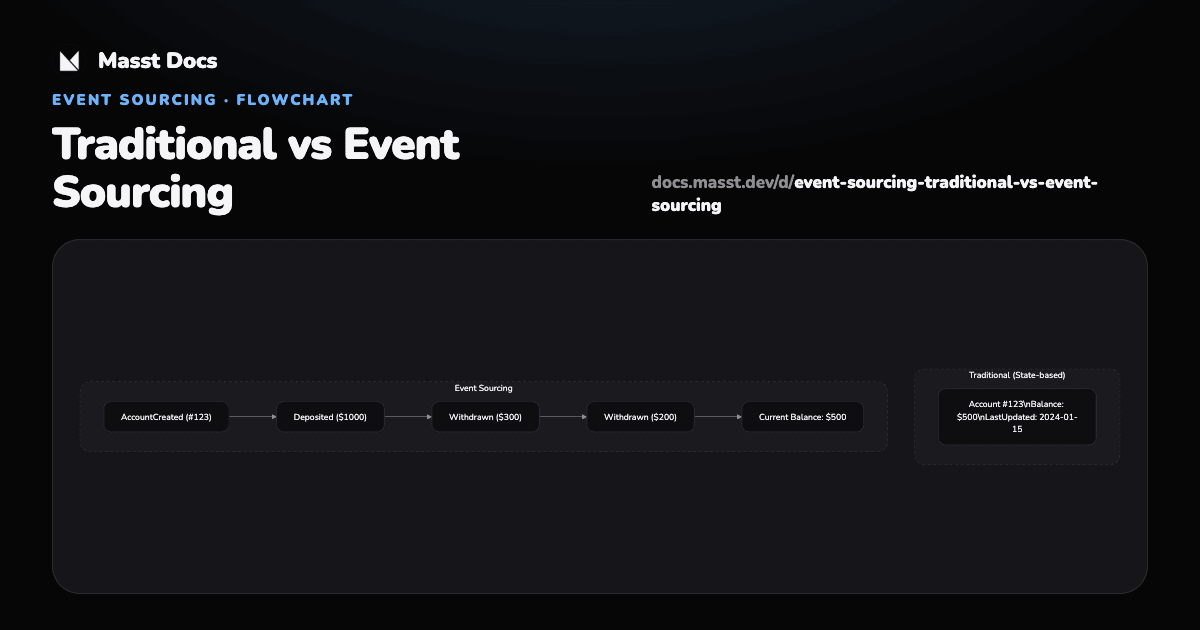 Masst Docs
EVENT SOURCING · FLOWCHART
Traditional vs Event
Sourcing
docs.masst.dev/d/event-sourcing-traditional-vs-event-
sourcing
Event Sourcing
AccountCreated (#123)
Deposited ($1000)
Withdrawn ($300)
Withdrawn ($200)
Current Balance: $500
Traditional (State-based)
Account #123\nBalance:
$500\nLastUpdated: 2024-01-
15